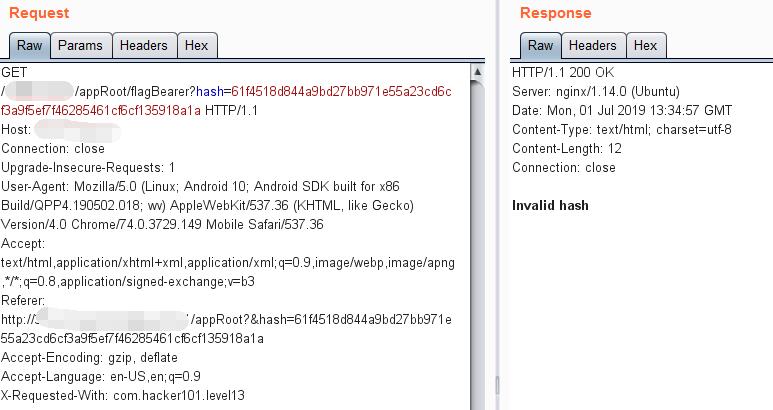 Request
Raw Params Headers Hex
GET
/ /appRoot/flagBearer?hash=61f4518d844a9bd27bb971e55a23cd6c
f3a9f5ef7f46285461cf6cf135918a1a HTTP/1.1
Host:
Connection: close
Upgrade-Insecure-Requests: 1
User-Agent: Mozilla/5.0 (Linux; Android 10; Android SDK built for x86
Build/QPP4.190502.018; wv) AppleWebKit/537.36 (KHTML, like Gecko)
Version/4.0 Chrome/74.0.3729.149 Mobile Safari/537.36
Accept:
text/html,application/xhtml+xml,application/xml;q=0.9,image/webp,image/apng
,*/*;q=0.8,application/signed-exchange;v=b3
Referer:
http:// /appRoot?&hash=61f4518d844a9bd27bb971e
55a23cd6cf3a9f5ef7f46285461cf6cf135918a1a
Accept-Encoding: gzip, deflate
Accept-Language: en-US,en;q=0.9
X-Requested-With: com.hacker101.level13
Response
Raw Headers Hex
HTTP/1.1 200 OK
Server: nginx/1.14.0 (Ubuntu)
Date: Mon, 01 Jul 2019 13:34:57 GMT
Content-Type: text/html; charset=utf-8
Content-Length: 12
Connection: close
Invalid hash